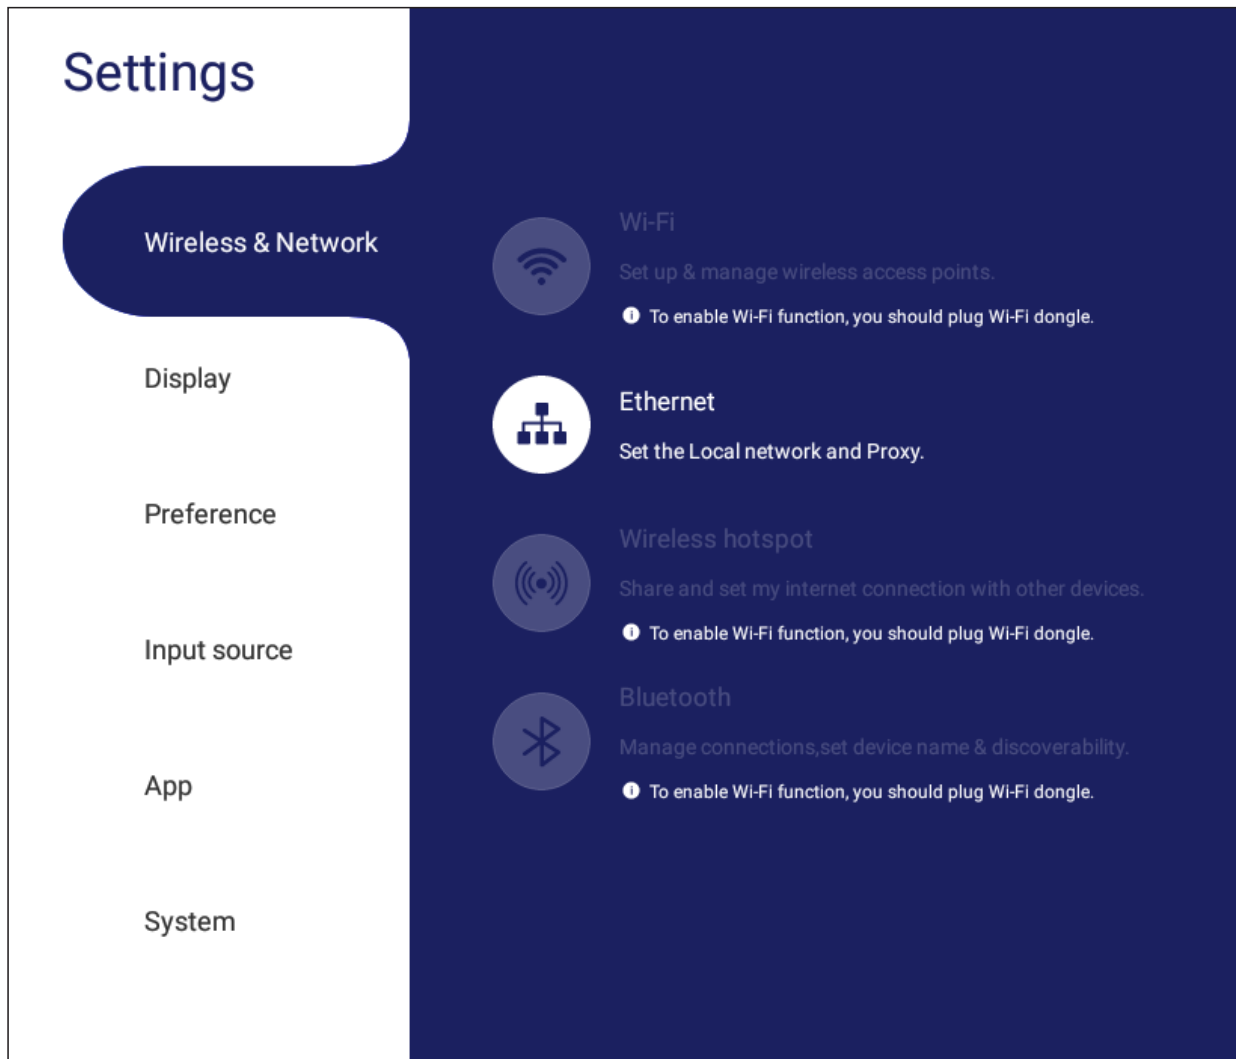 Settings
Wireless & Network
Display
Preference
Input source
App
System
Wi-Fi
Set up & manage wireless access points.
To enable Wi-Fi function, you should plug Wi-Fi dongle.
Ethernet
Set the Local network and Proxy.
Wireless hotspot
Share and set my internet connection with other devices.
To enable Wi-Fi function, you should plug Wi-Fi dongle.
Bluetooth
Manage connections,set device name & discoverability.
To enable Wi-Fi function, you should plug Wi-Fi dongle.